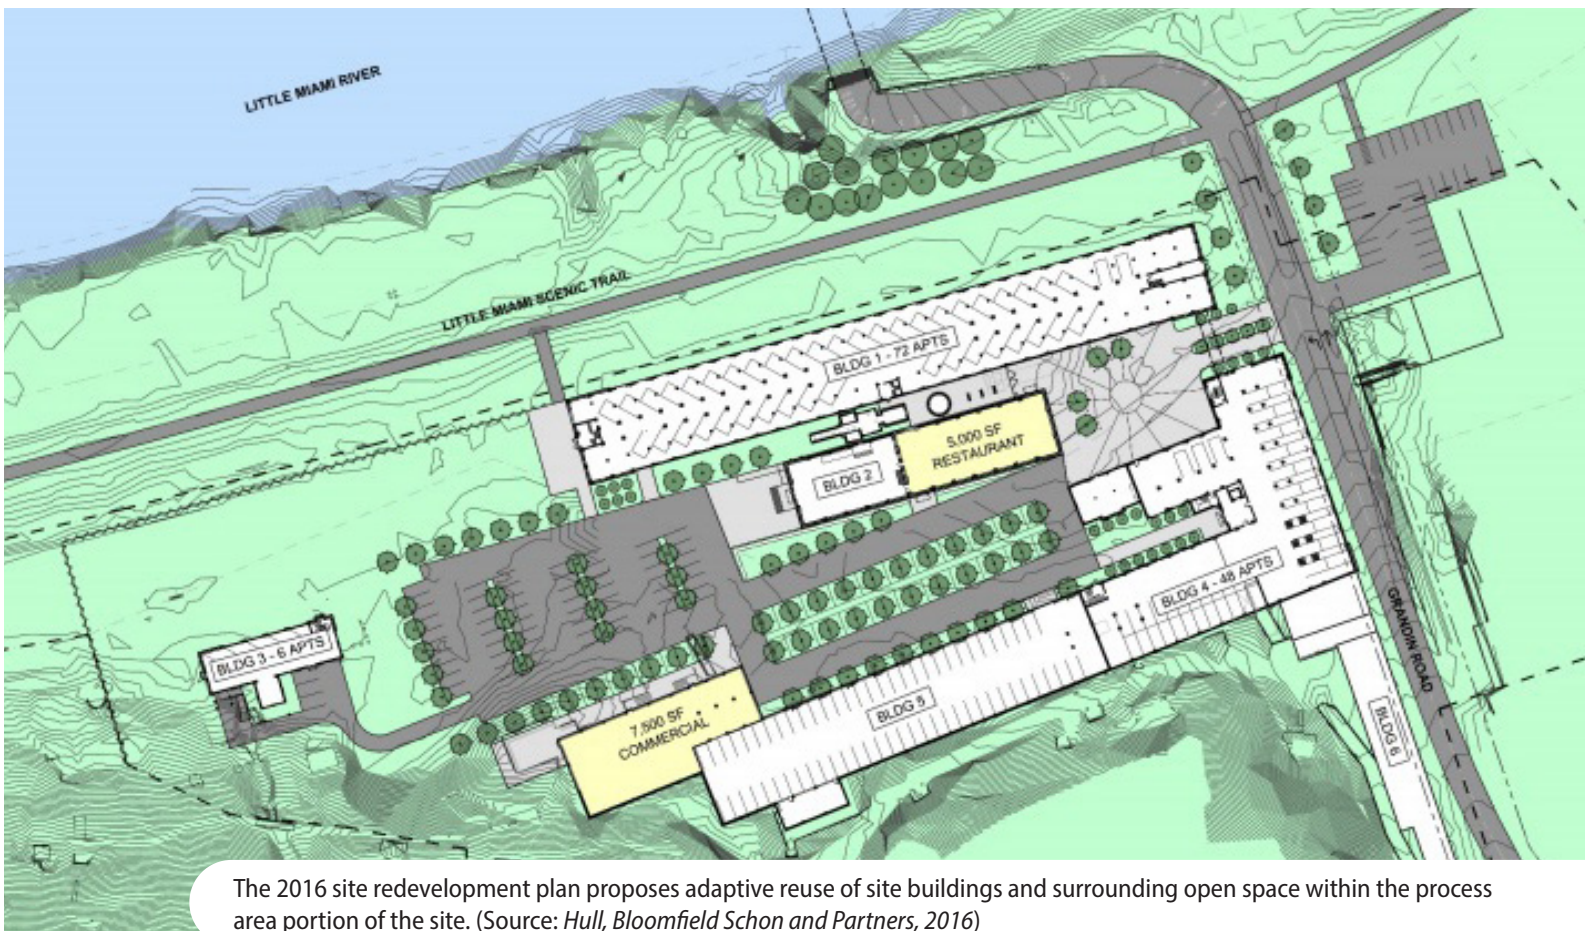 LITTLE MIAMI RIVER
LITTLE MIAMI SCENIC TRAIL
BLDG 1 - 72 APTS
5,000 SF
RESTAURANT
BLDG 2
BLDG 4 - 48 APTS
GRANDIN ROAD
BLDG 3 - 6 APTS
7,500 SF
COMMERCIAL
BLDG 5
BLDG 6
The 2016 site redevelopment plan proposes adaptive reuse of site buildings and surrounding open space within the process
area portion of the site. (Source: Hull, Bloomfield Schon and Partners, 2016)